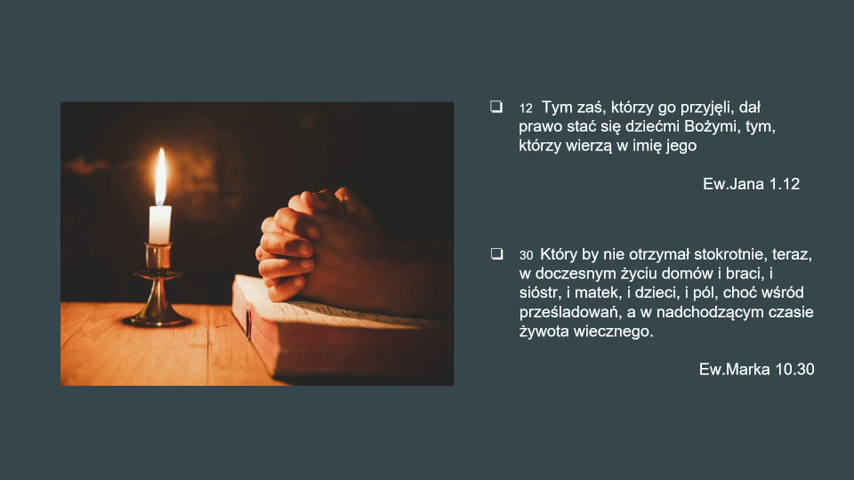 ❏ 12 Tym zaś, którzy go przyjęli, dał
prawo stać się dziećmi Bożymi, tym,
którzy wierzą w imię jego
Ew.Jana 1.12
❏ 30 Który by nie otrzymał stokrotnie, teraz,
w doczesnym życiu domów i braci, i
sióstr, i matek, i dzieci, i pól, choć wśród
prześladowań, a w nadchodzącym czasie
żywota wiecznego.
Ew.Marka 10.30